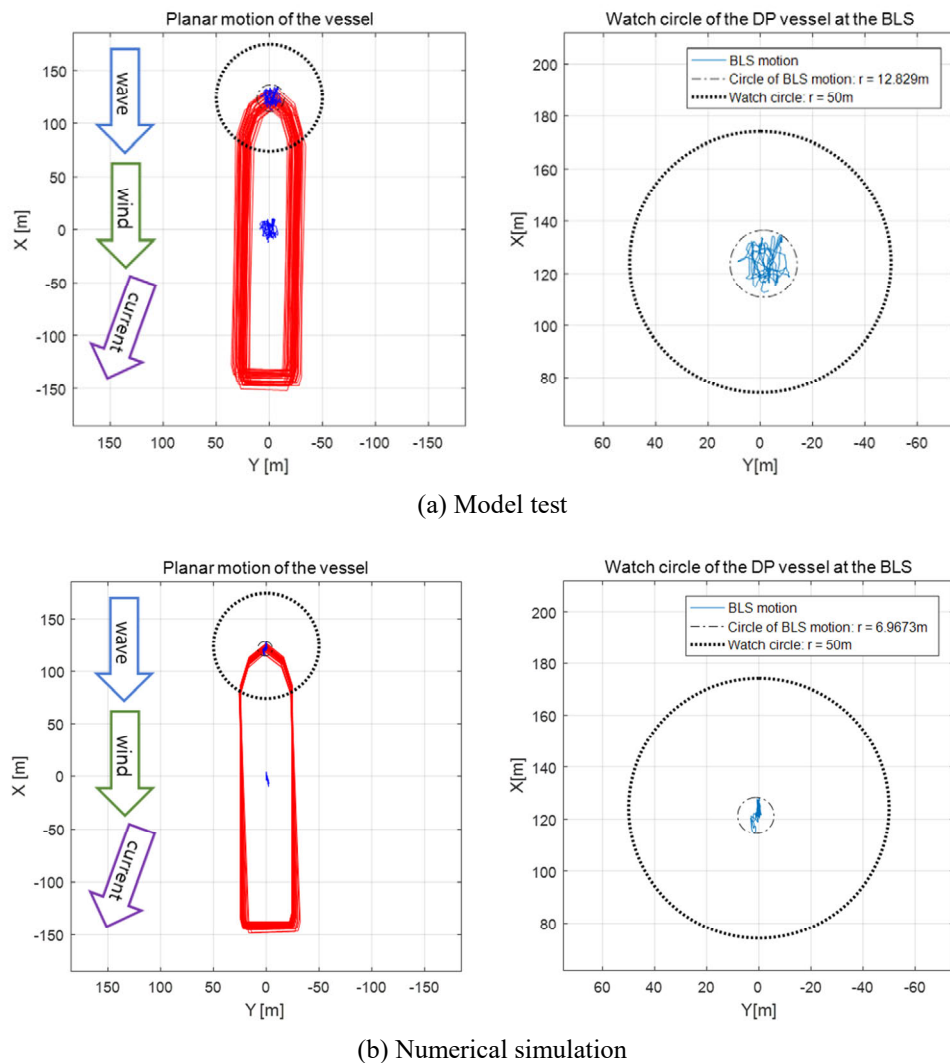 Planar motion of the vessel
Watch circle of the DP vessel at the BLS
wave
wind
current
X [m]
150
100
50
0
-50
-100
-150
150 100 50 0 -50 -100 -150
Y [m]
BLS motion
Circle of BLS motion: r = 12.829m
Watch circle: r = 50m
X[m]
200
180
160
140
120
100
80
60 40 20 0 -20 -40 -60
Y[m]
(a) Model test
Planar motion of the vessel
Watch circle of the DP vessel at the BLS
wave
wind
current
X [m]
150
100
50
0
-50
-100
-150
150 100 50 0 -50 -100 -150
Y [m]
BLS motion
Circle of BLS motion: r = 6.9673m
Watch circle: r = 50m
X[m]
200
180
160
140
120
100
80
60 40 20 0 -20 -40 -60
Y[m]
(b) Numerical simulation